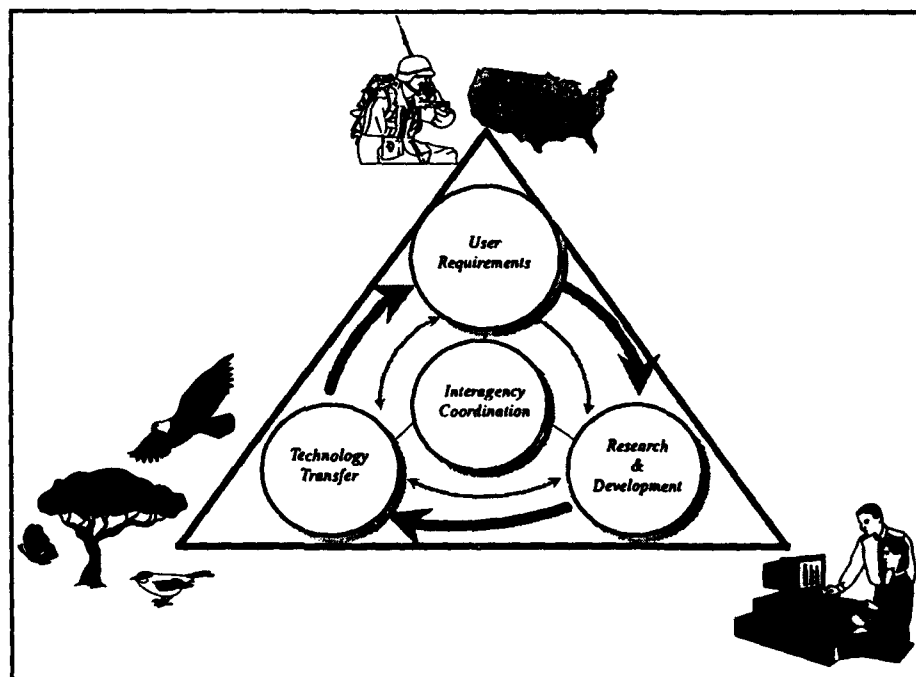 User
Requirements
Interagency
Coordination
Technology
Transfer
Research
&
Development